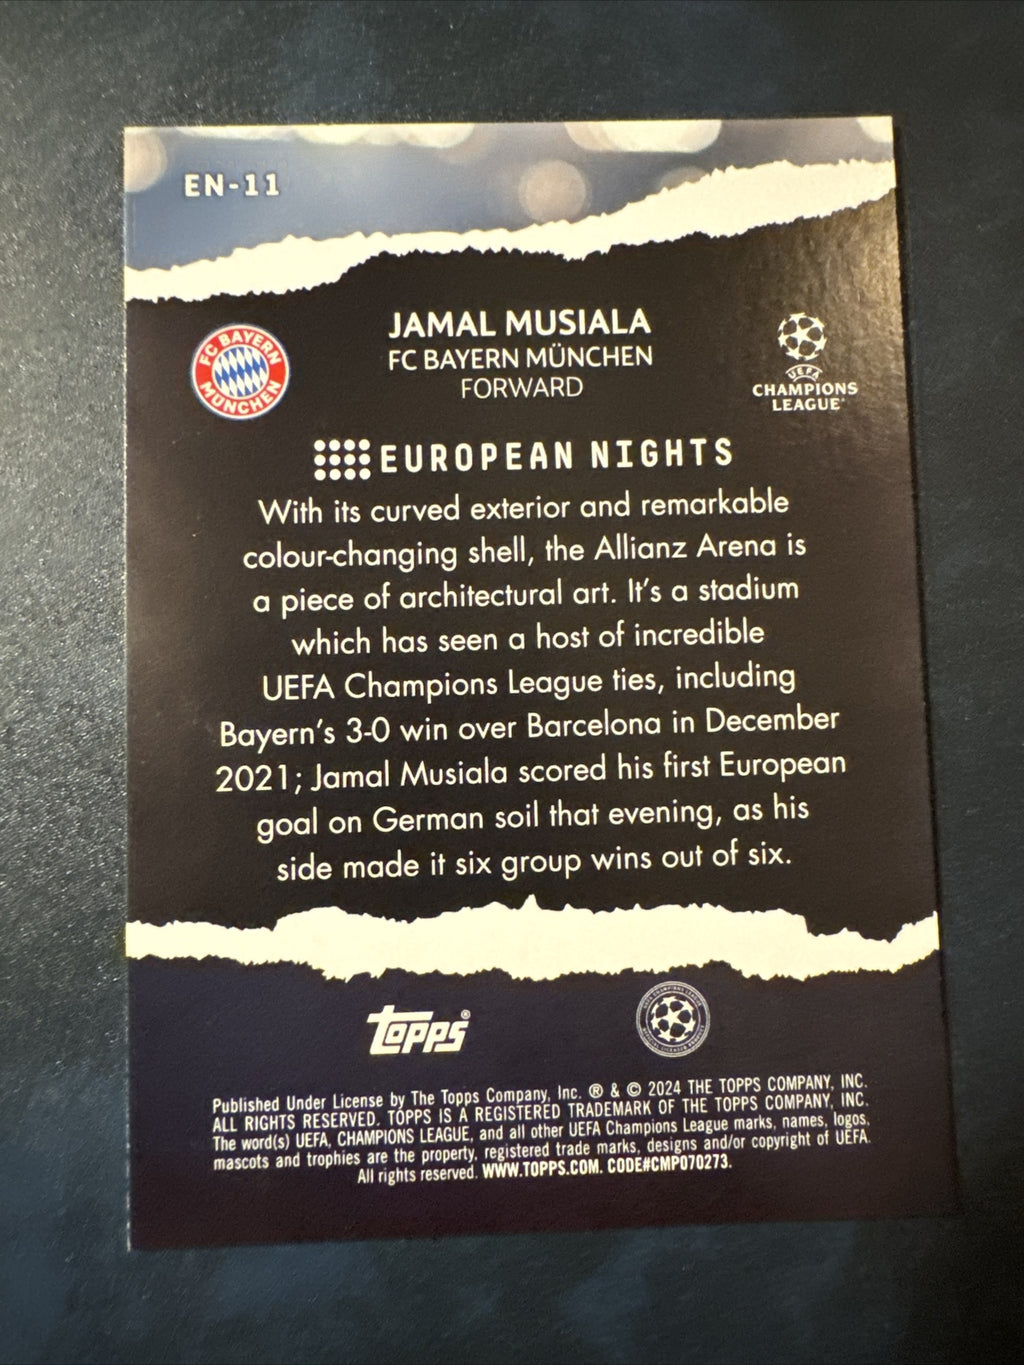 EN-11
JAMAL MUSIALA
FC BAYERN MÜNCHEN
FORWARD
FC BAYERN
MÜNCHEN
UEFA
CHAMPIONS
LEAGUE®
EUROPEAN NIGHTS
With its curved exterior and remarkable
colour-changing shell, the Allianz Arena is
a piece of architectural art. It's a stadium
which has seen a host of incredible
UEFA Champions League ties, including
Bayern's 3-0 win over Barcelona in December
2021; Jamal Musiala scored his first European
goal on German soil that evening, as his
side made it six group wins out of six.
Topps®
Published Under License by The Topps Company, Inc. ® & © 2024 THE TOPPS COMPANY, INC.
ALL RIGHTS RESERVED. TOPPS IS A REGISTERED TRADEMARK OF THE TOPPS COMPANY, INC.
The word(s) UEFA, CHAMPIONS LEAGUE, and all other UEFA Champions League marks, names, logos,
mascots and trophies are the property, registered trade marks, designs and/or copyright of UEFA.
All rights reserved. WWW.TOPPS.COM. CODE#CMP070273.